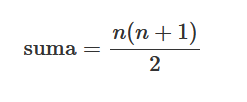 suma = n(n + 1) / 2